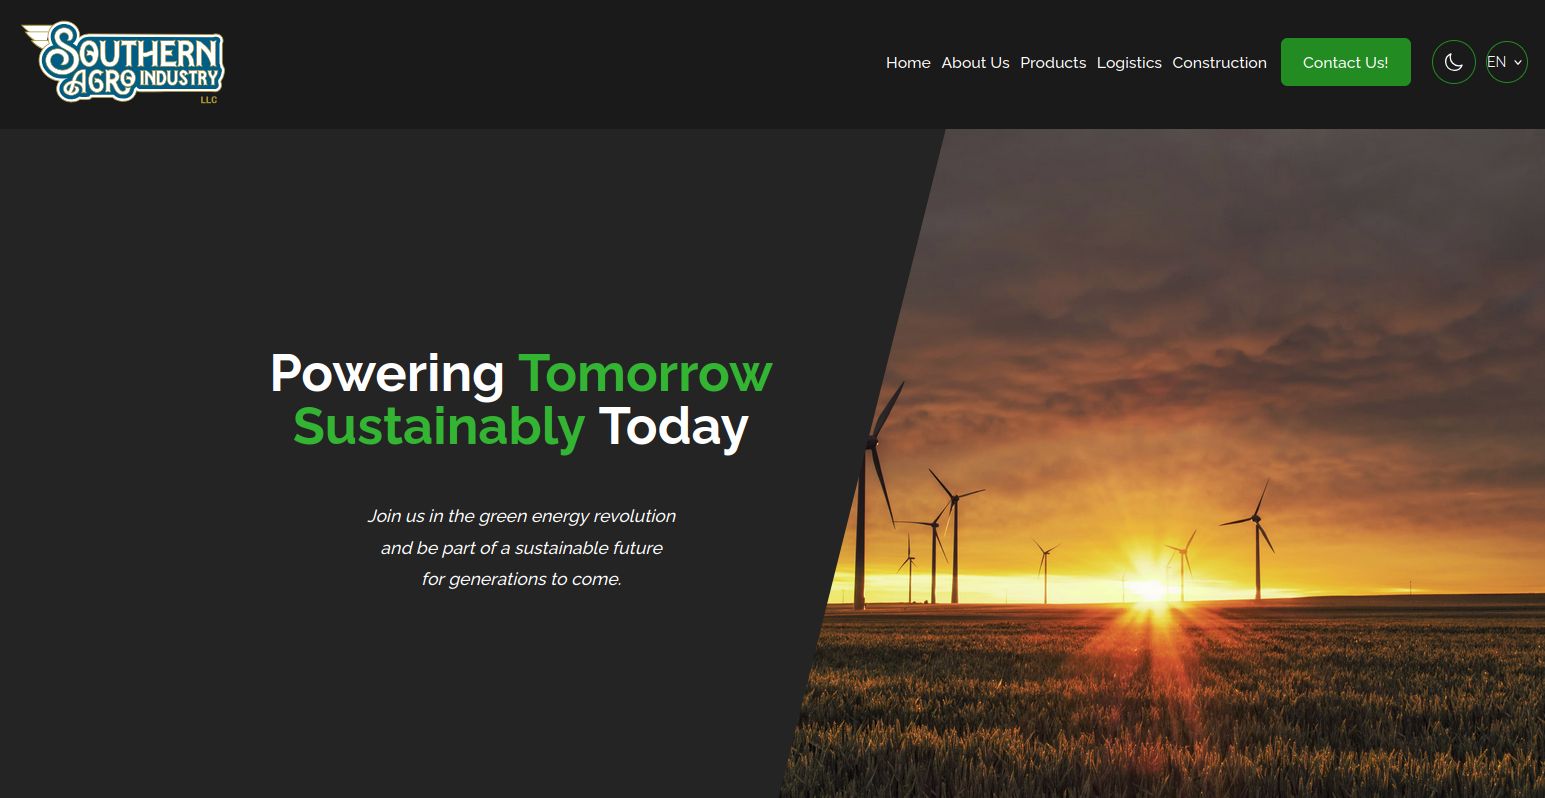 SOUTHERN
AGRO INDUSTRY
LLC
Home About Us Products Logistics Construction Contact Us! EN
Powering Tomorrow
Sustainably Today
Join us in the green energy revolution
and be part of a sustainable future
for generations to come.